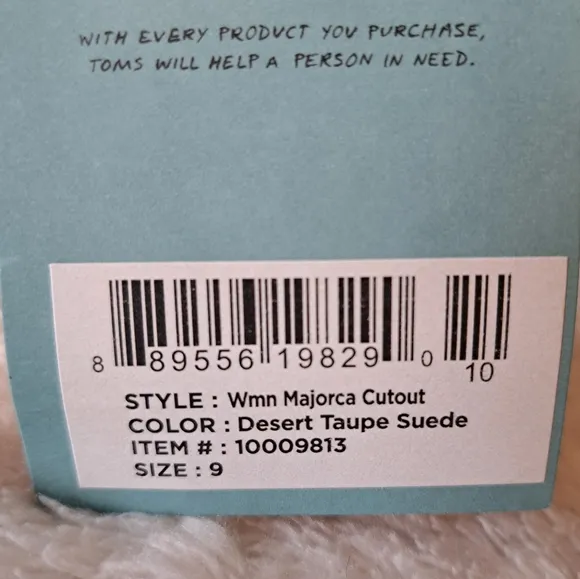 WITH EVERY PRODUCT YOU PURCHASE,
TOMS WILL HELP A PERSON IN NEED.
8 89556 19829 0 10
STYLE : Wmn Majorca Cutout
COLOR : Desert Taupe Suede
ITEM # : 10009813
SIZE : 9